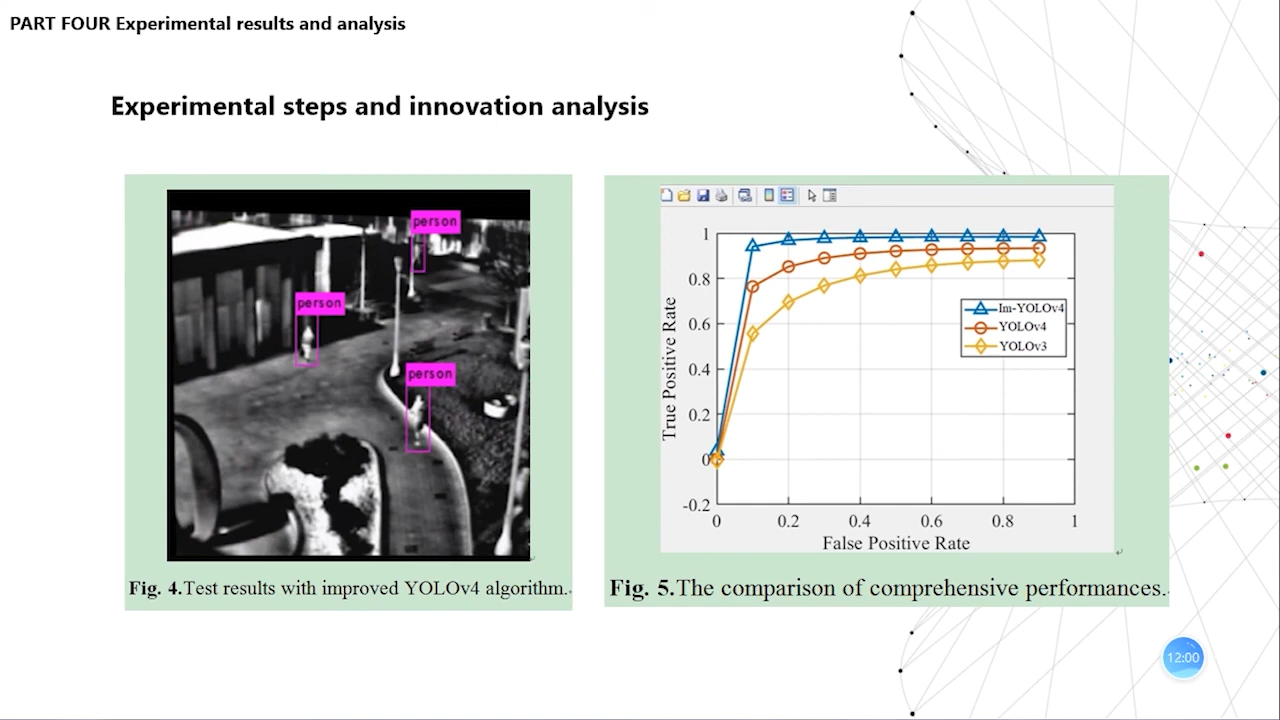 PART FOUR Experimental results and analysis
Experimental steps and innovation analysis
person
person
person
Fig. 4.Test results with improved YOLOv4 algorithm.
1
0.8
0.6
0.4
0.2
0
-0.2
True Positive Rate
0 0.2 0.4 0.6 0.8 1
False Positive Rate
Im-YOLOv4
YOLOv4
YOLOv3
Fig. 5.The comparison of comprehensive performances.
12:00